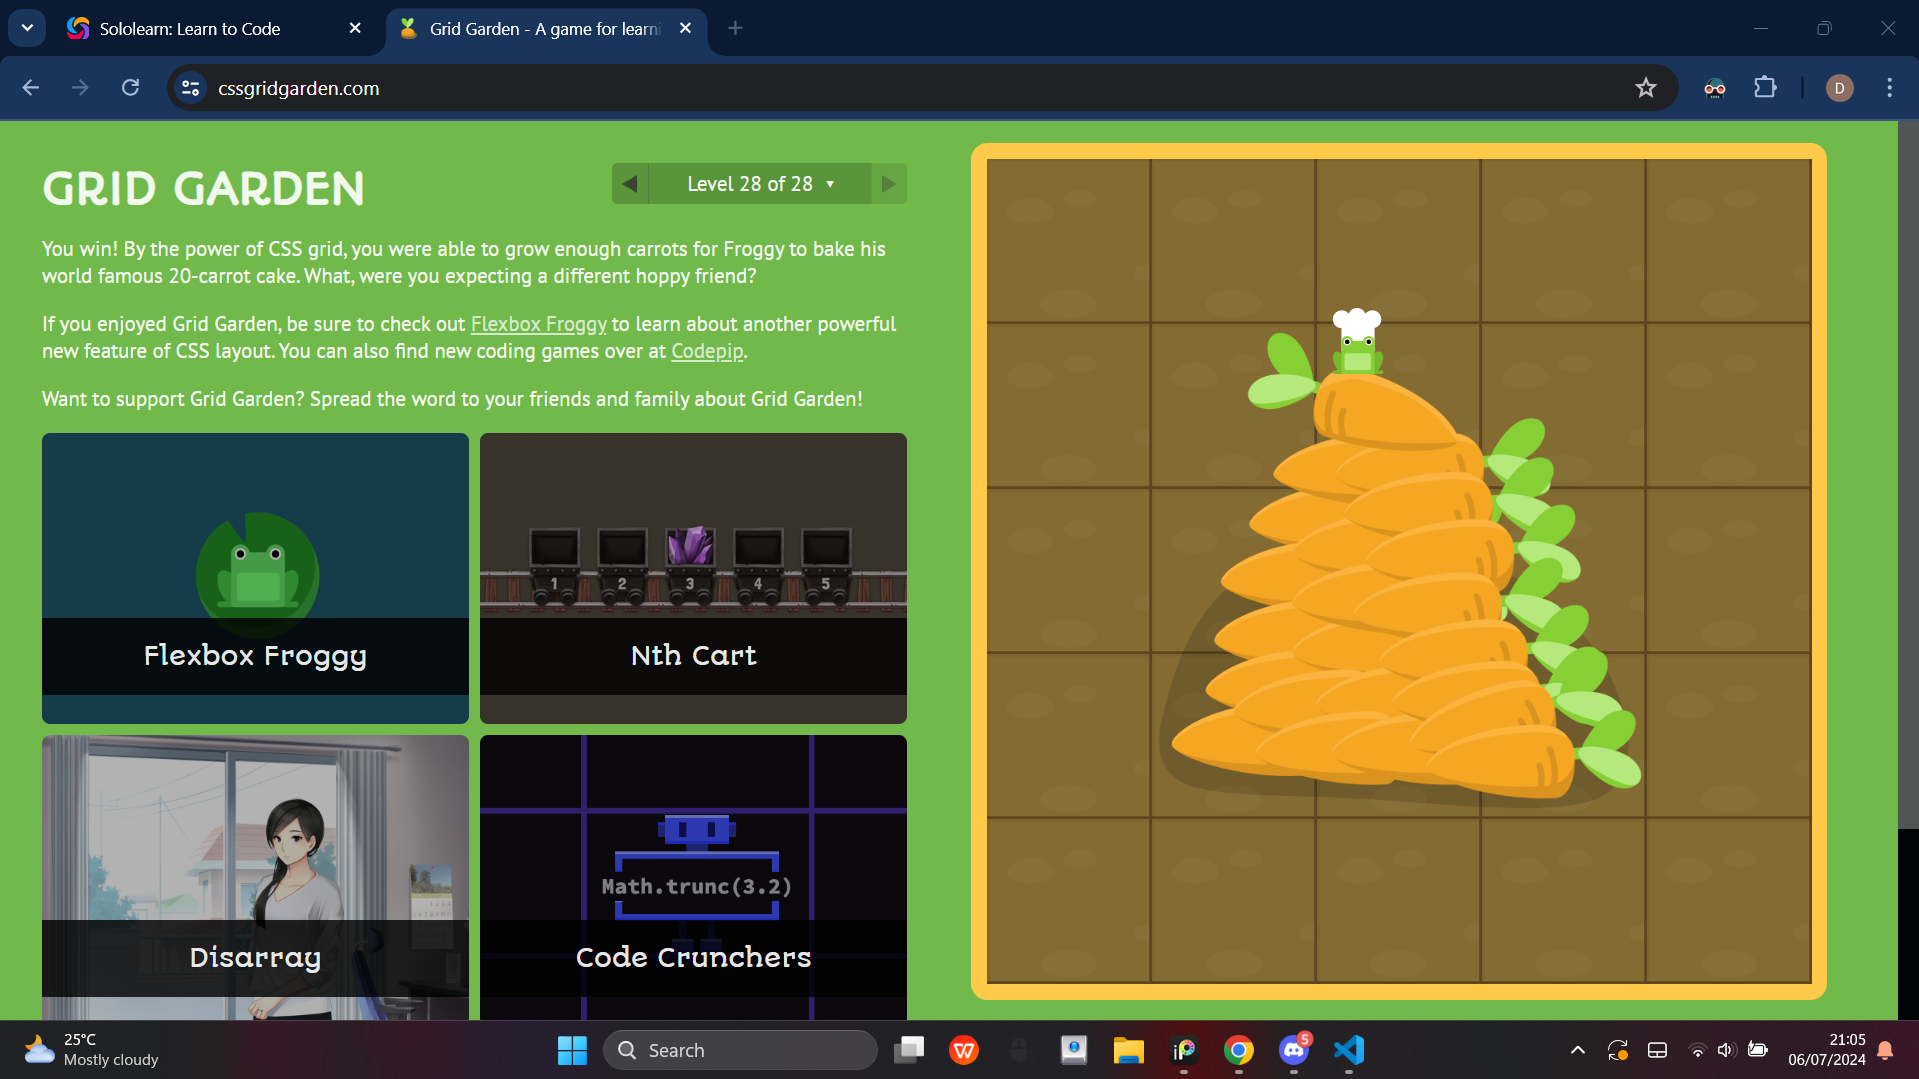 Sololearn: Learn to Code
Grid Garden - A game for learni
cssgridgarden.com
D
GRID GARDEN
Level 28 of 28
You win! By the power of CSS grid, you were able to grow enough carrots for Froggy to bake his
world famous 20-carrot cake. What, were you expecting a different hoppy friend?
If you enjoyed Grid Garden, be sure to check out Flexbox Froggy to learn about another powerful
new feature of CSS layout. You can also find new coding games over at Codepip.
Want to support Grid Garden? Spread the word to your friends and family about Grid Garden!
1 2 3 4 5
Flexbox Froggy
Nth Cart
Math.trunc(3.2)
Disarray
Code Crunchers
25°C
Mostly cloudy
Search
5
21:05
06/07/2024